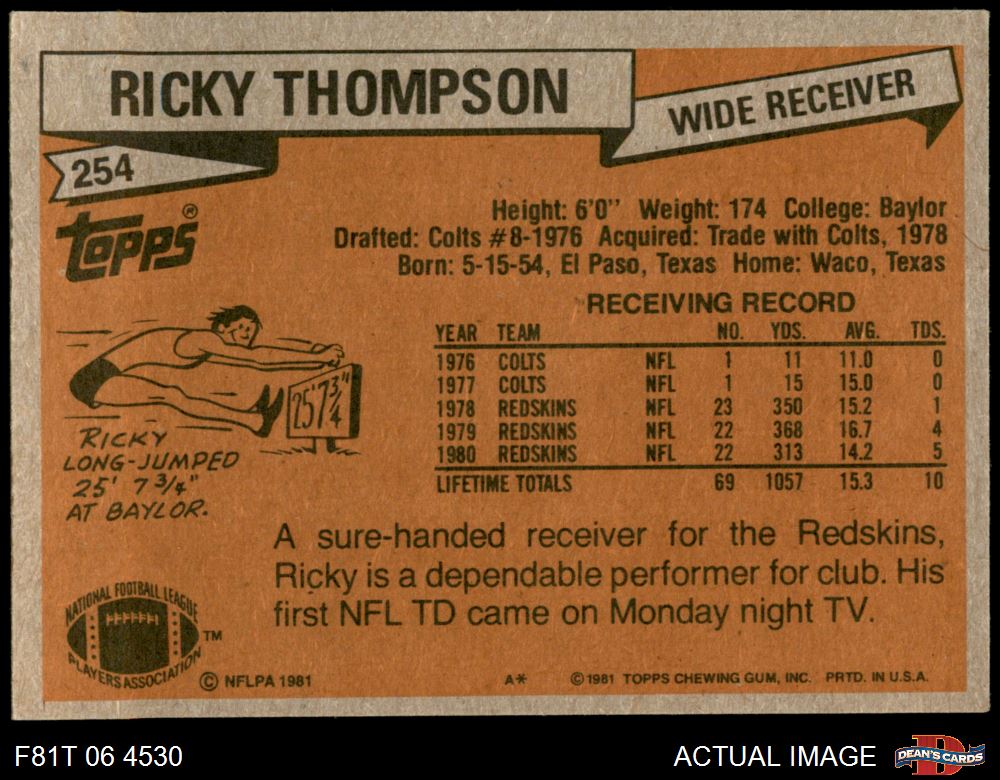 RICKY THOMPSON
WIDE RECEIVER
254
Topps®
Height: 6'0" Weight: 174 College: Baylor
Drafted: Colts #8-1976 Acquired: Trade with Colts, 1978
Born: 5-15-54, El Paso, Texas Home: Waco, Texas
RECEIVING RECORD
YEAR TEAM NO. YDS. AVG. TDS.
1976 COLTS NFL 1 11 11.0 0
1977 COLTS NFL 1 15 15.0 0
1978 REDSKINS NFL 23 350 15.2 1
1979 REDSKINS NFL 22 368 16.7 4
1980 REDSKINS NFL 22 313 14.2 5
LIFETIME TOTALS 69 1057 15.3 10
25'7 3/4"
RICKY
LONG-JUMPED
25' 7 3/4"
AT BAYLOR.
A sure-handed receiver for the Redskins,
Ricky is a dependable performer for club. His
first NFL TD came on Monday night TV.
NATIONAL FOOTBALL LEAGUE
PLAYERS ASSOCIATION
TM
© NFLPA 1981
A* © 1981 TOPPS CHEWING GUM, INC. PRTD. IN U.S.A.
F81T 06 4530
ACTUAL IMAGE
D
DEAN'S CARDS